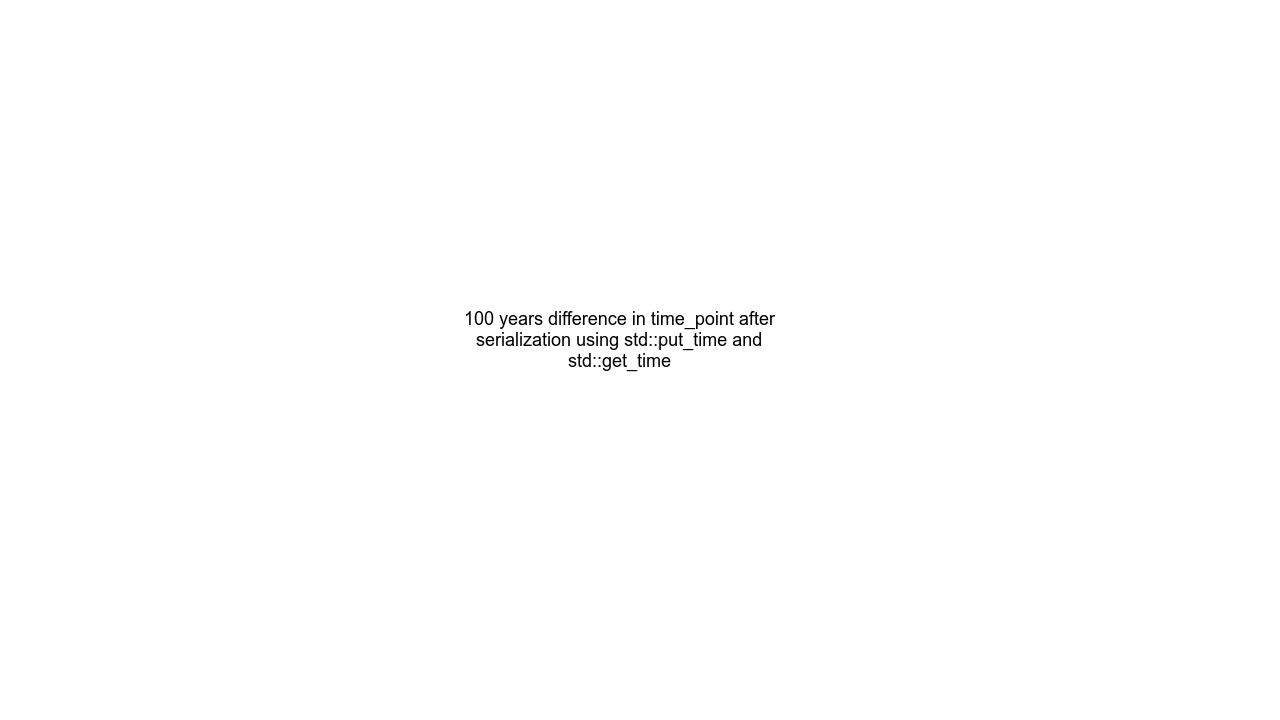 100 years difference in time_point after
serialization using std::put_time and
std::get_time